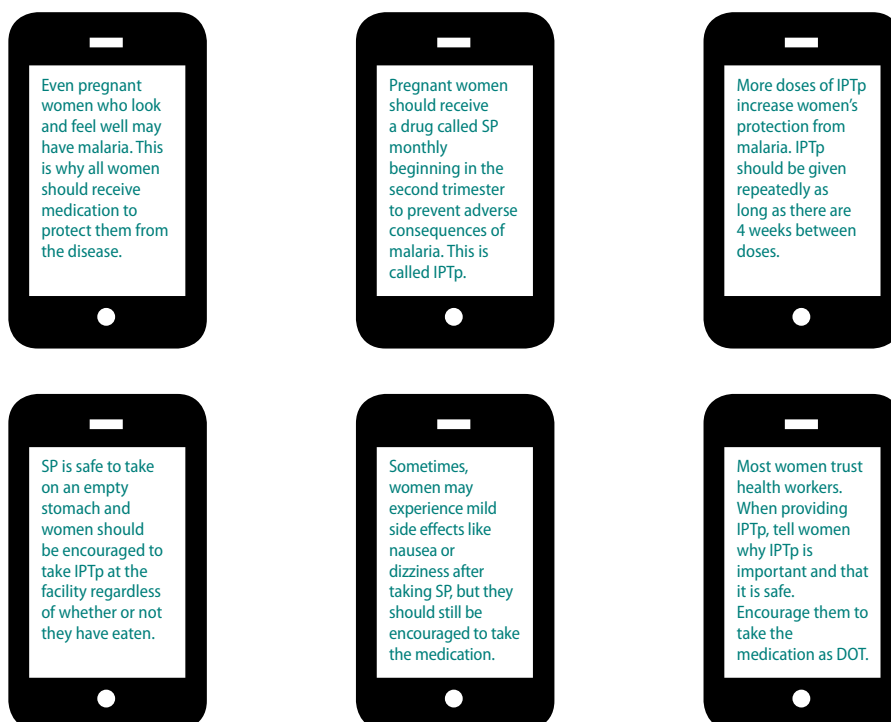 Even pregnant
women who look
and feel well may
have malaria. This
is why all women
should receive
medication to
protect them from
the disease.
Pregnant women
should receive
a drug called SP
monthly
beginning in the
second trimester
to prevent adverse
consequences of
malaria. This is
called IPTp.
More doses of IPTp
increase women’s
protection from
malaria. IPTp
should be given
repeatedly as
long as there are
4 weeks between
doses.
SP is safe to take
on an empty
stomach and
women should
be encouraged to
take IPTp at the
facility regardless
of whether or not
they have eaten.
Sometimes,
women may
experience mild
side effects like
nausea or
dizziness after
taking SP, but they
should still be
encouraged to take
the medication.
Most women trust
health workers.
When providing
IPTp, tell women
why IPTp is
important and that
it is safe.
Encourage them to
take the
medication as DOT.